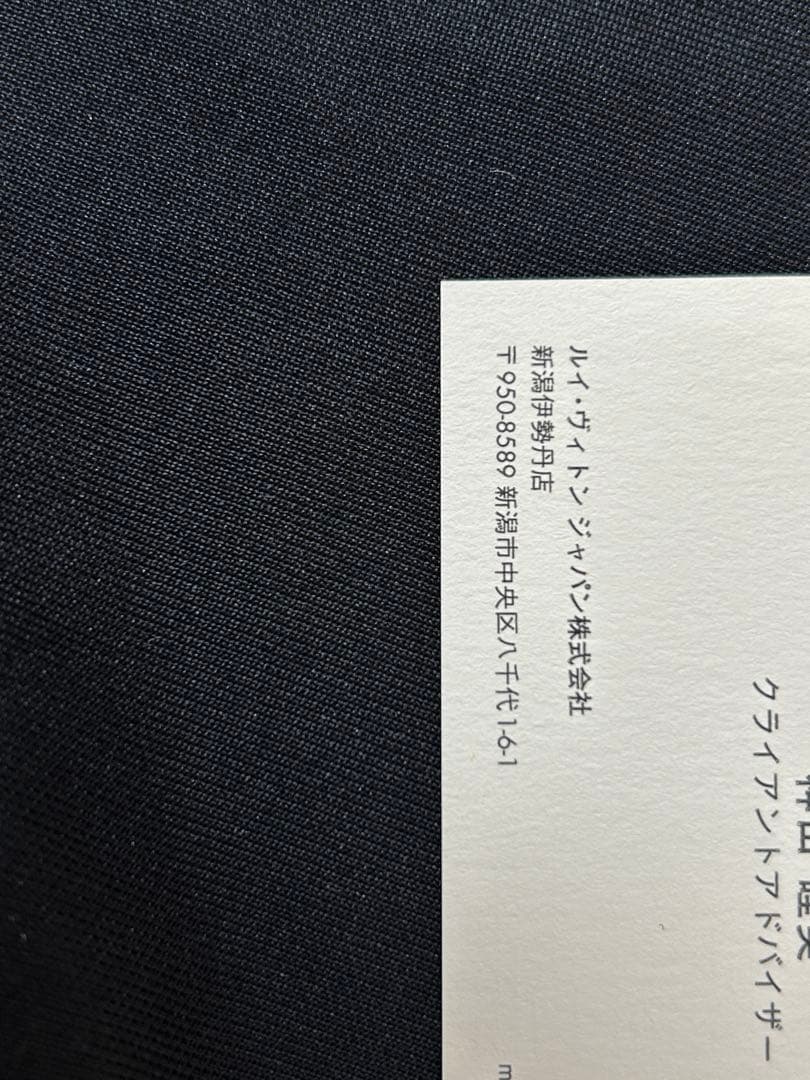 クライアントアドバイザー
ルイ・ヴィトン ジャパン株式会社
新潟伊勢丹店
〒950-8589 新潟市中央区八千代1-6-1
m